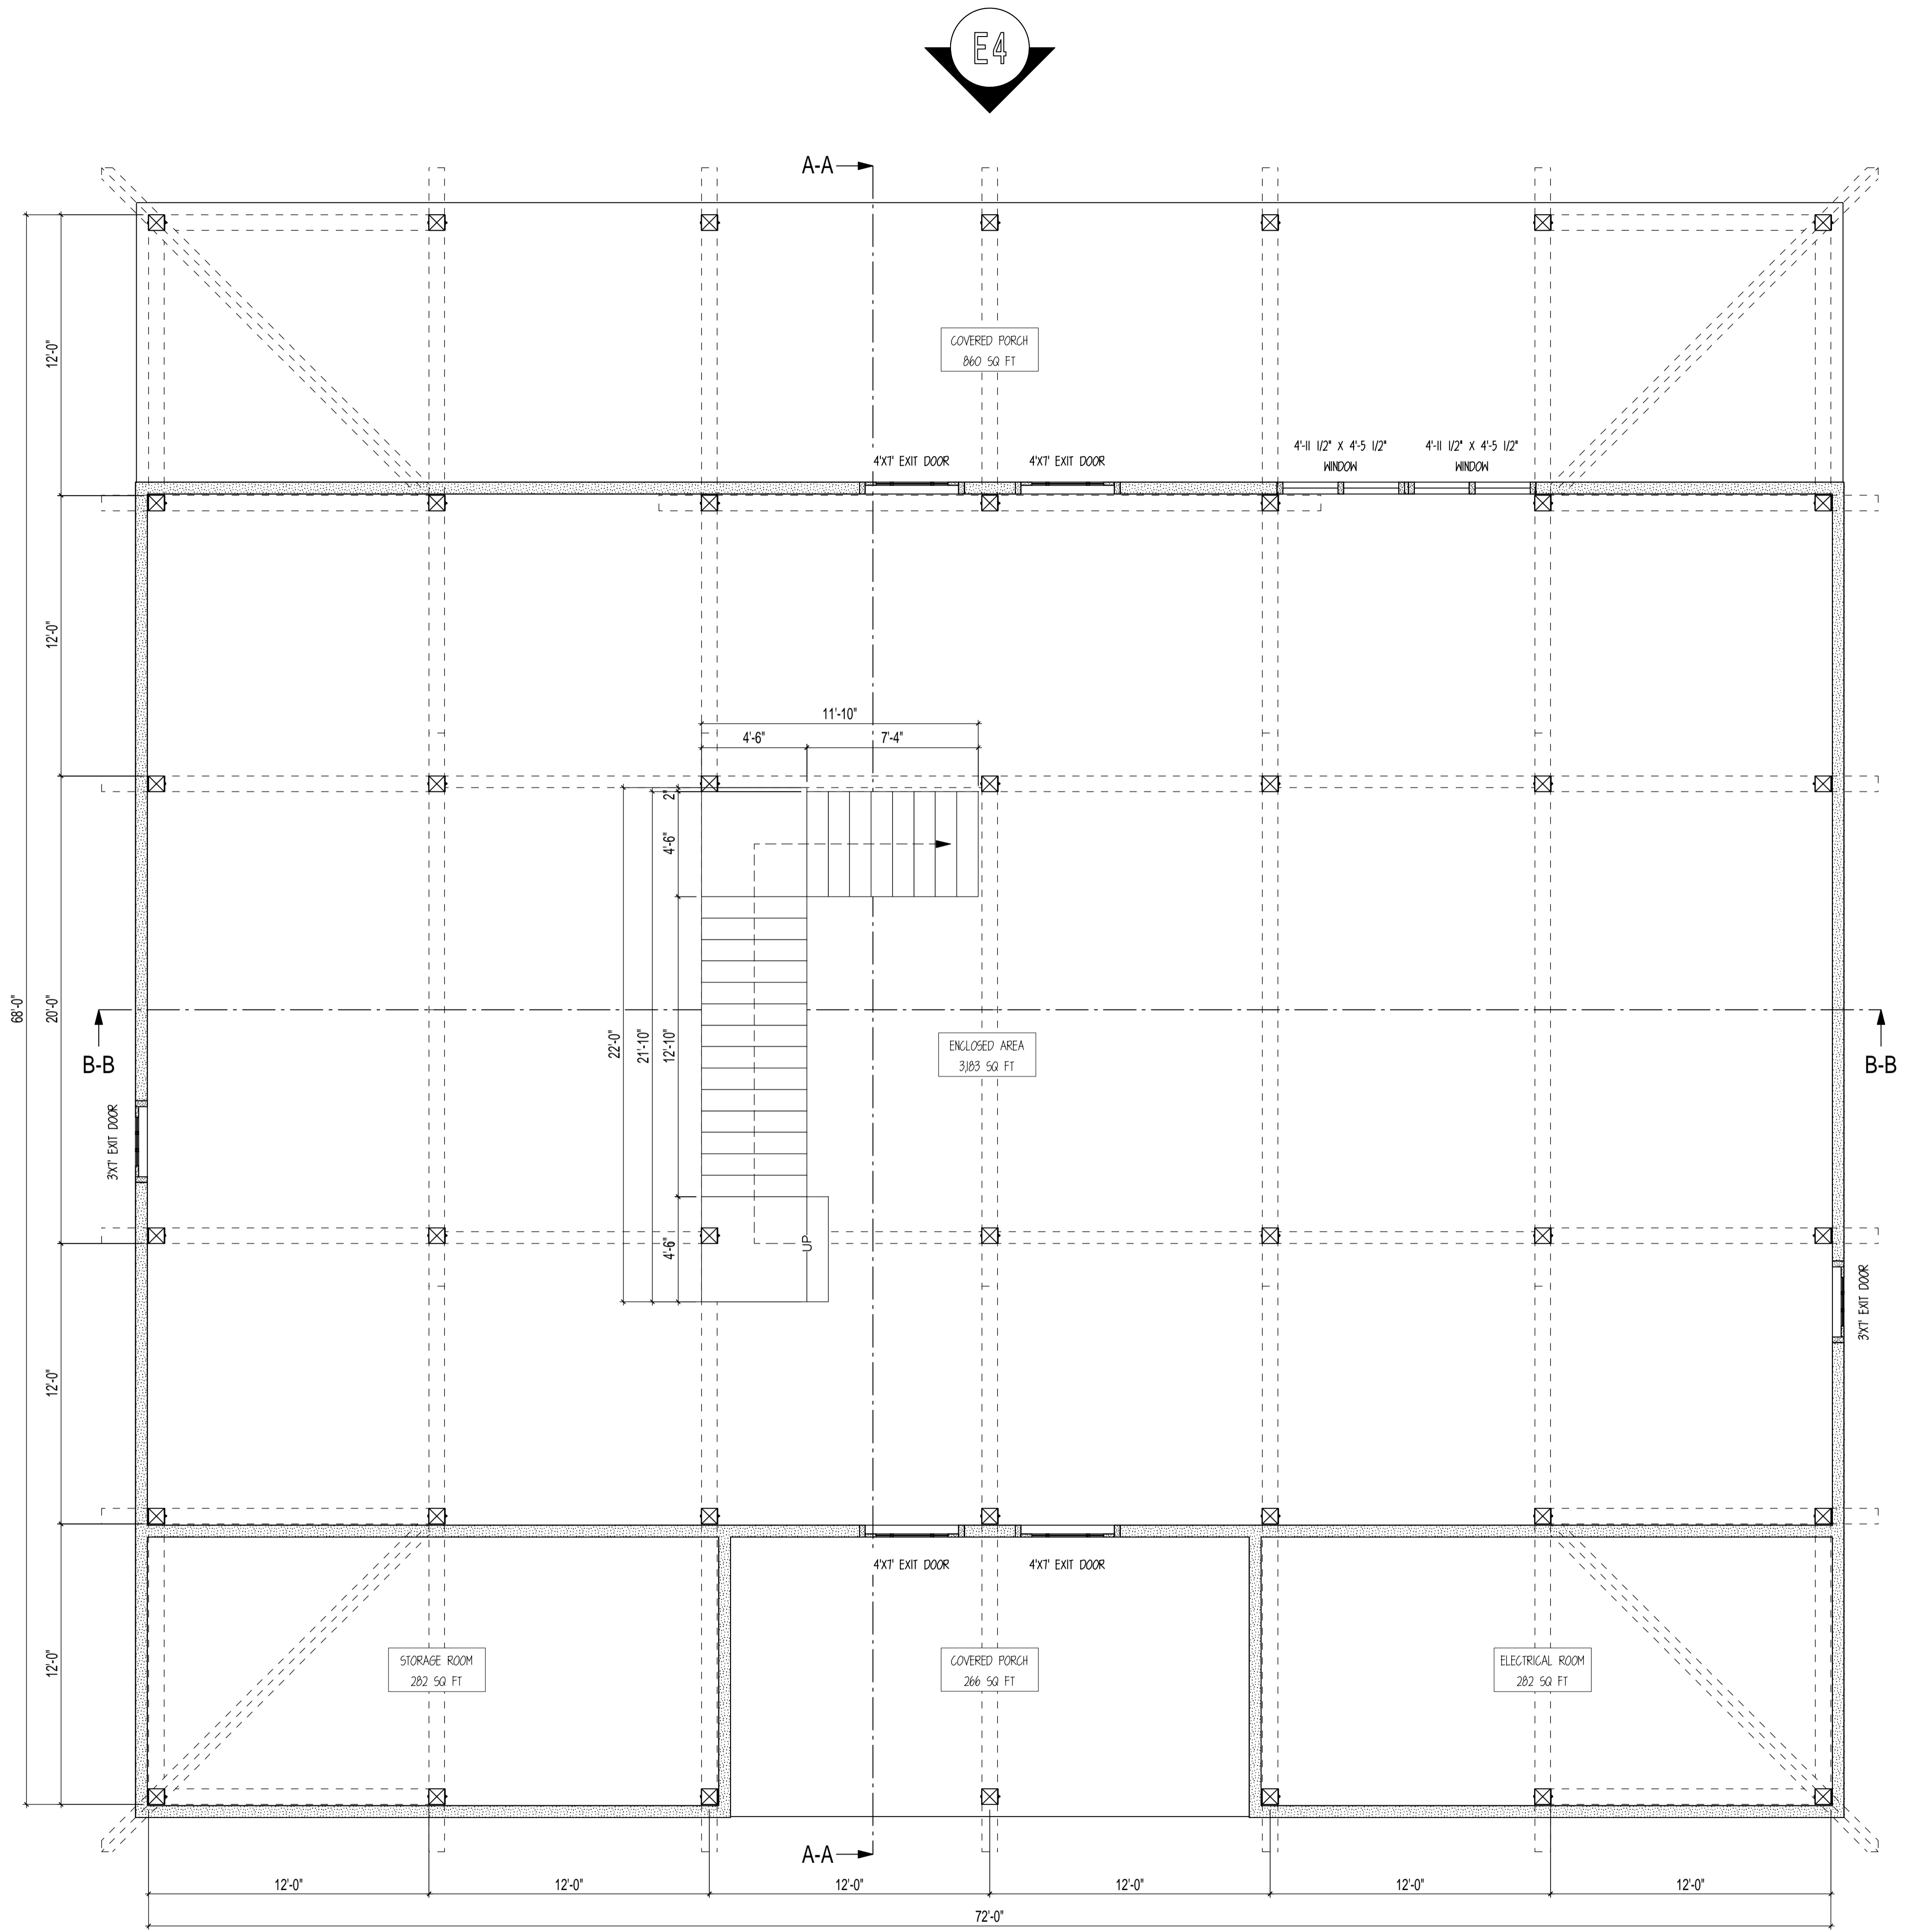 E4
A-A
12'-0"
COVERED PORCH
860 SQ FT
4'X7' EXIT DOOR
4'X7' EXIT DOOR
4'-11 1/2" X 4'-5 1/2"
WINDOW
4'-11 1/2" X 4'-5 1/2"
WINDOW
12'-0"
11'-10"
4'-6"
7'-4"
2"
4'-6"
68'-0"
20'-0"
22'-0"
21'-10"
12'-10"
B-B
ENCLOSED AREA
3,183 SQ FT
B-B
3'X7' EXIT DOOR
4'-6"
UP
3'X7' EXIT DOOR
12'-0"
4'X7' EXIT DOOR
4'X7' EXIT DOOR
12'-0"
STORAGE ROOM
282 SQ FT
COVERED PORCH
266 SQ FT
ELECTRICAL ROOM
282 SQ FT
A-A
12'-0"
12'-0"
12'-0"
12'-0"
12'-0"
12'-0"
72'-0"